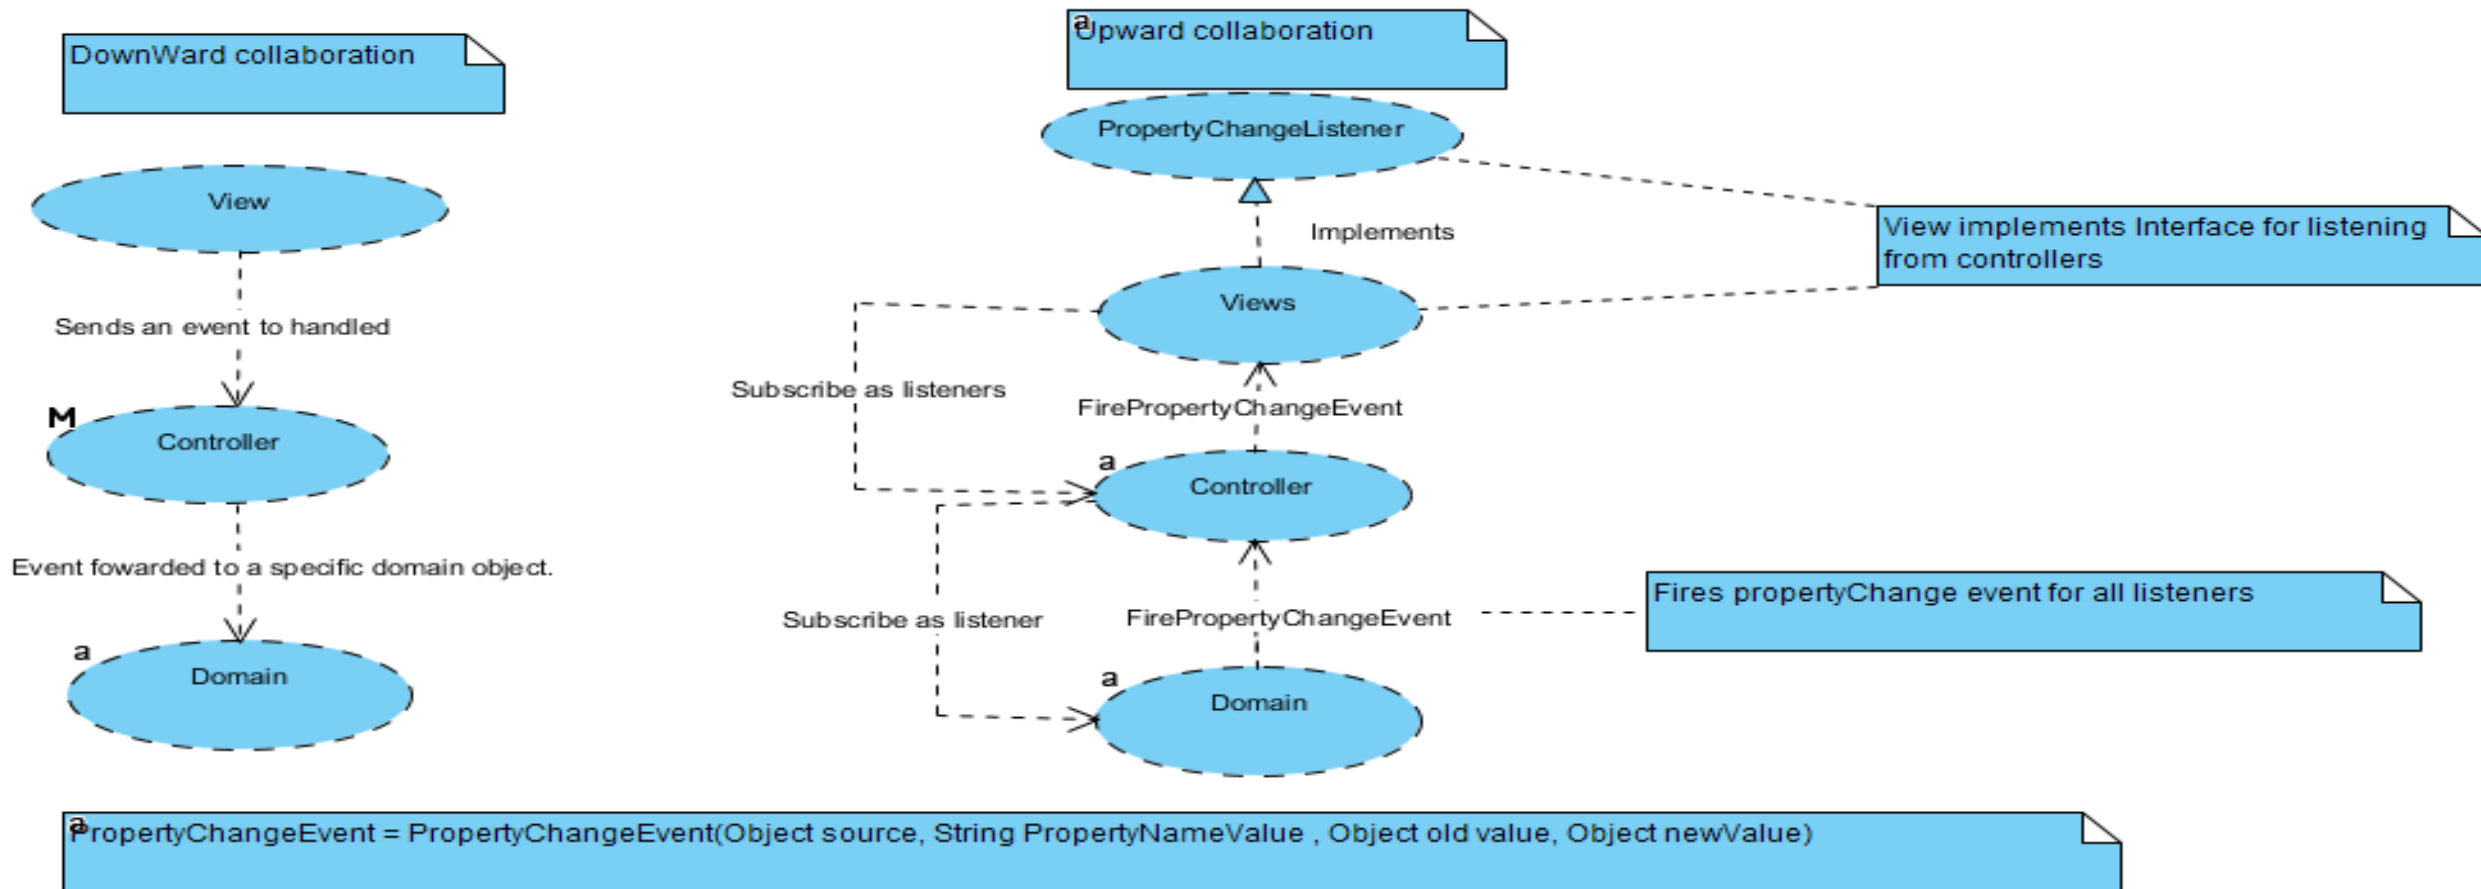 DownWard collaboration
View
Sends an event to handled
M
Controller
Event fowarded to a specific domain object.
a
Domain
a
Upward collaboration
PropertyChangeListener
Implements
View implements Interface for listening
from controllers
Views
Subscribe as listeners
FirePropertyChangeEvent
a
Controller
Subscribe as listener
FirePropertyChangeEvent
Fires propertyChange event for all listeners
a
Domain
a
PropertyChangeEvent = PropertyChangeEvent(Object source, String PropertyNameValue , Object old value, Object newValue)